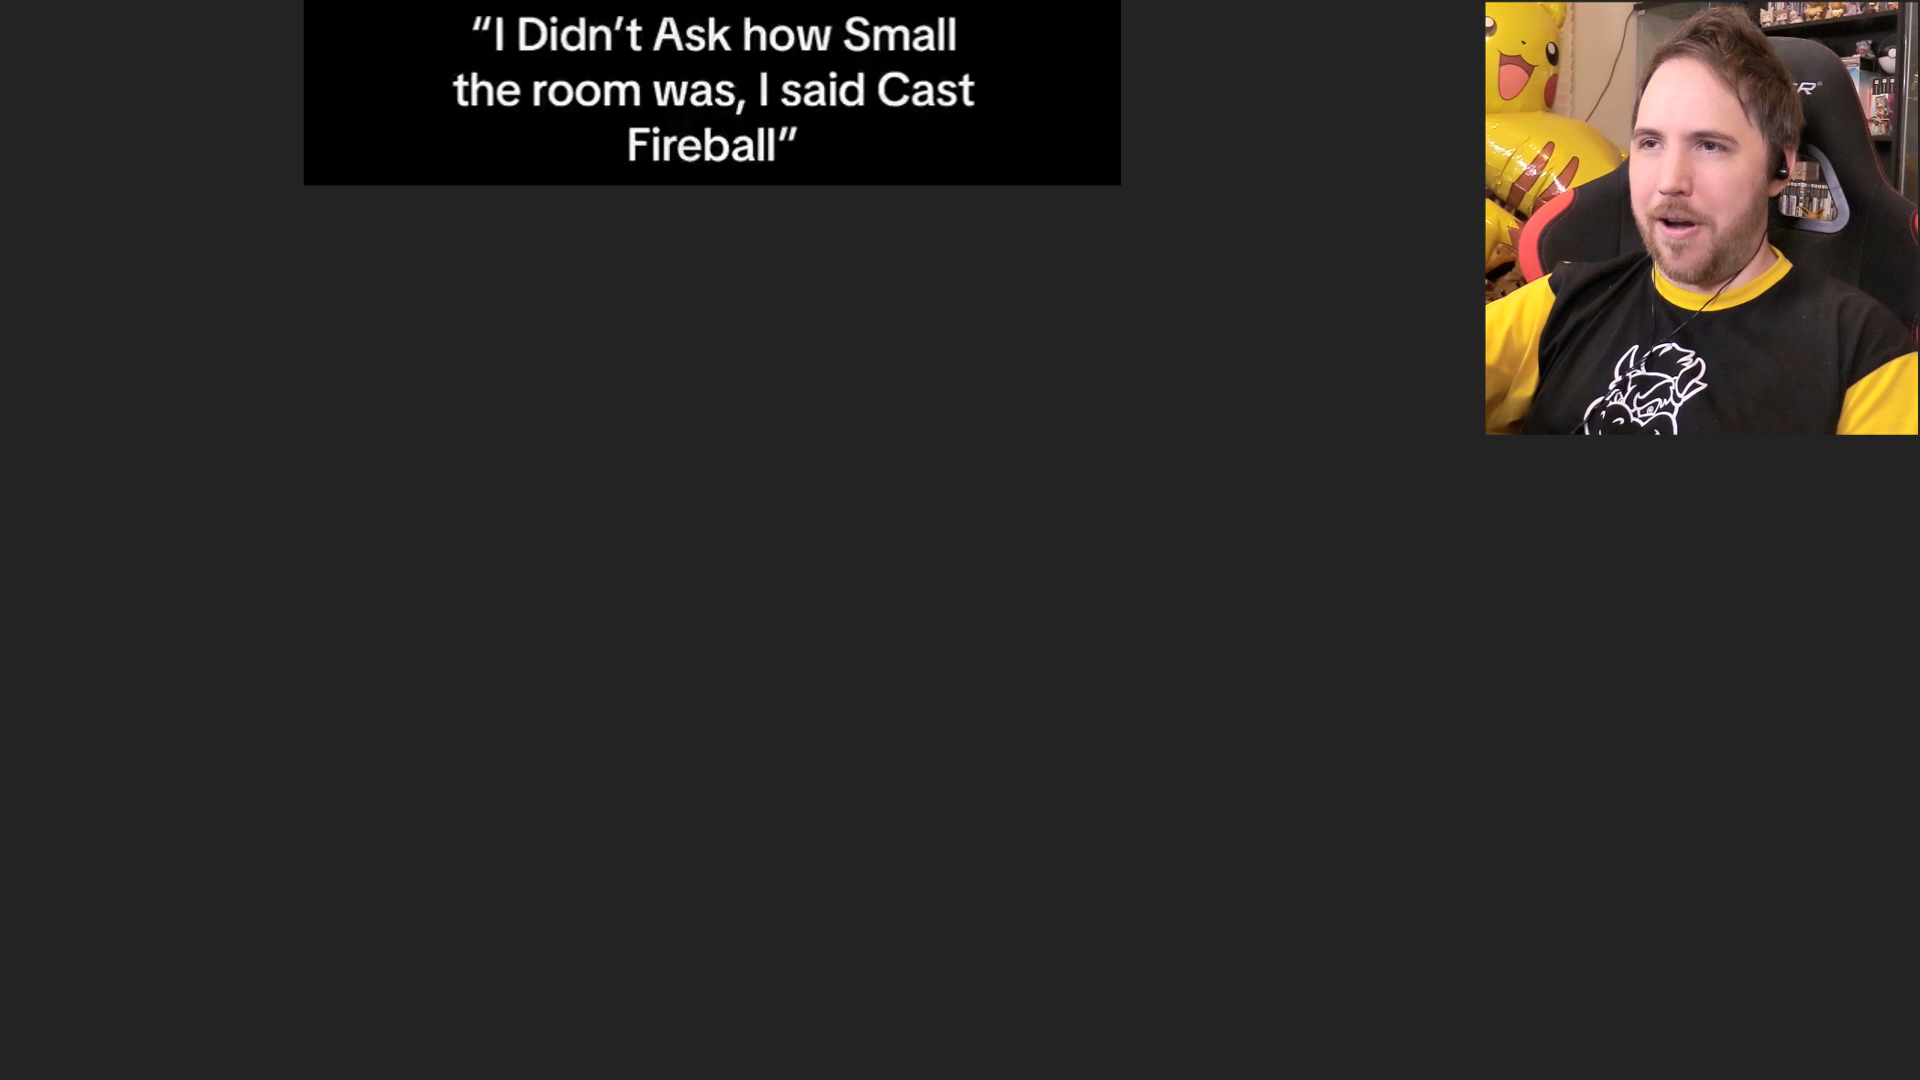 “I Didn’t Ask how Small
the room was, I said Cast
Fireball”